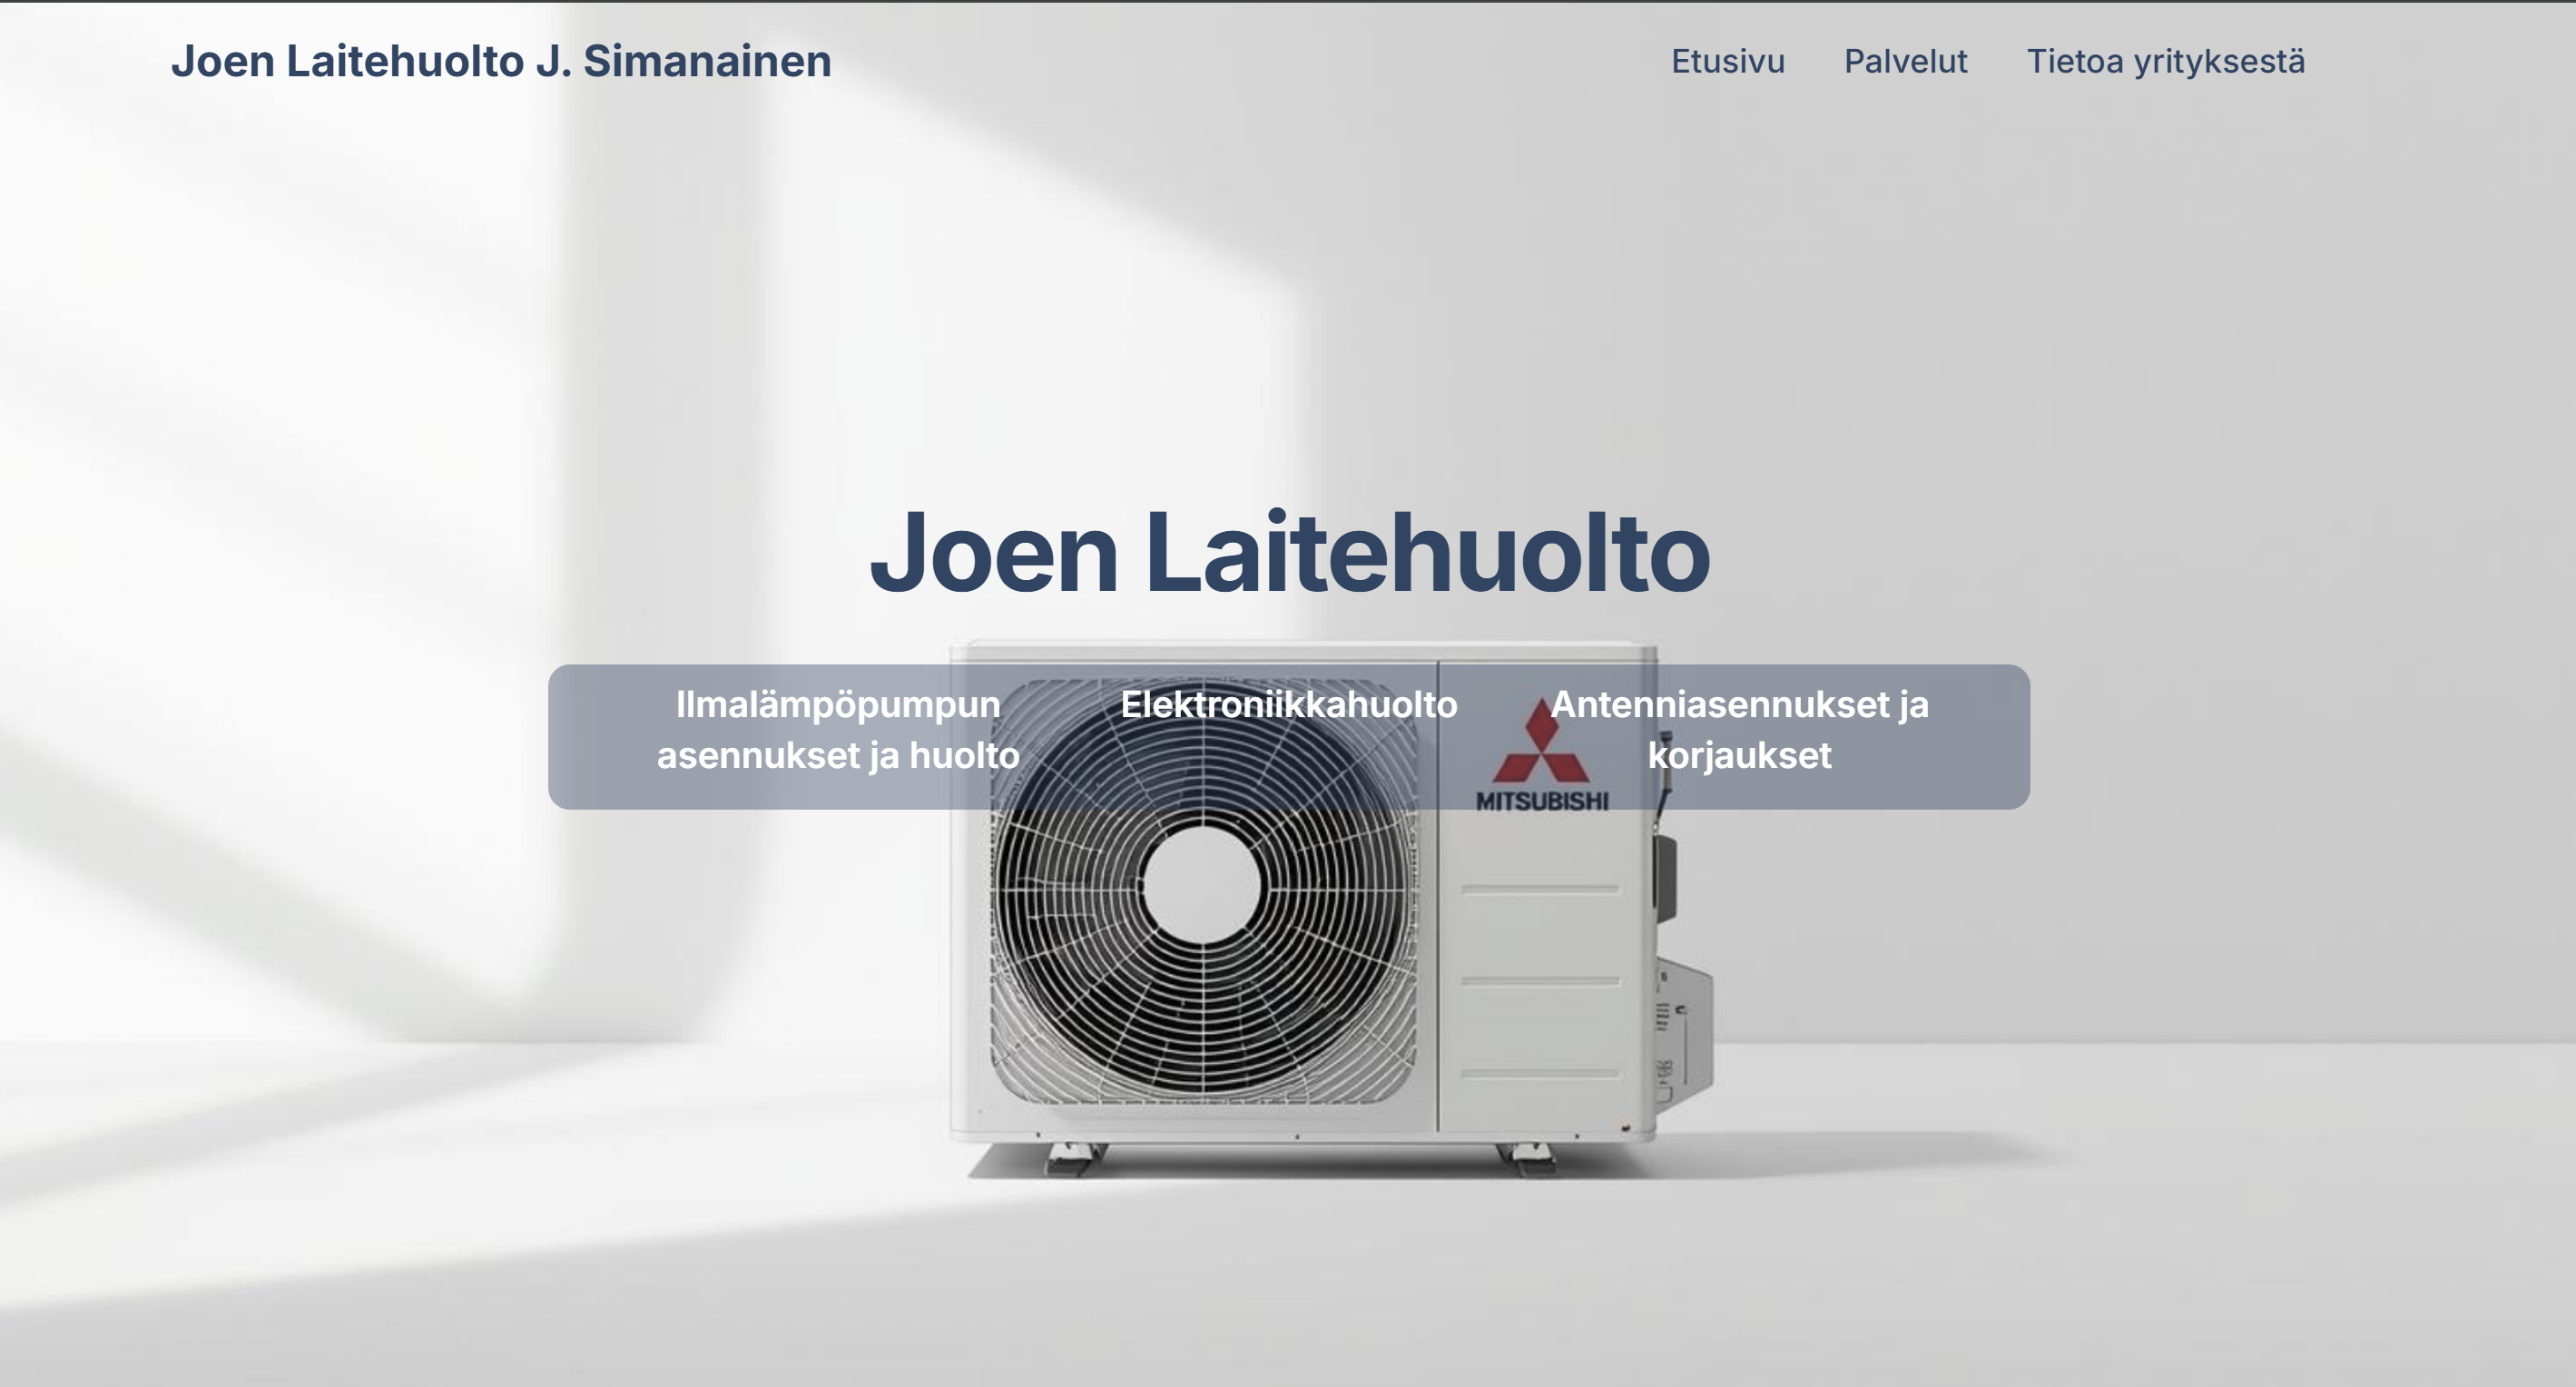 Joen Laitehuolto J. Simanainen
Etusivu Palvelut Tietoa yrityksestä
Joen Laitehuolto
Ilmalämpöpumpun
asennukset ja huolto
Elektroniikkahuolto
Antenniasennukset ja
korjaukset
MITSUBISHI